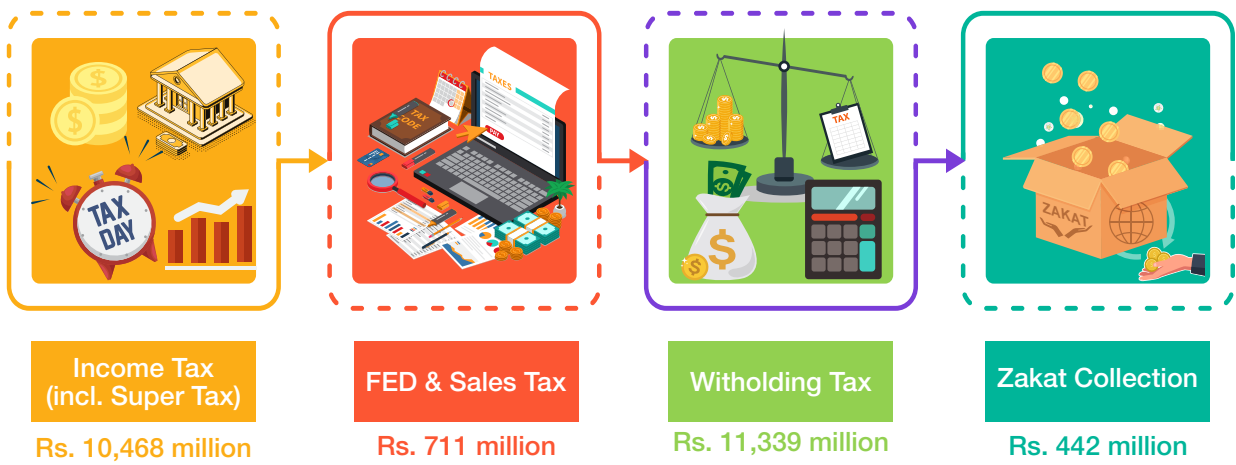 TAX
DAY
TAX
CODE
TAXES
PAY
TAX
ZAKAT
Income Tax
(incl. Super Tax)
Rs. 10,468 million
FED & Sales Tax
Rs. 711 million
Witholding Tax
Rs. 11,339 million
Zakat Collection
Rs. 442 million